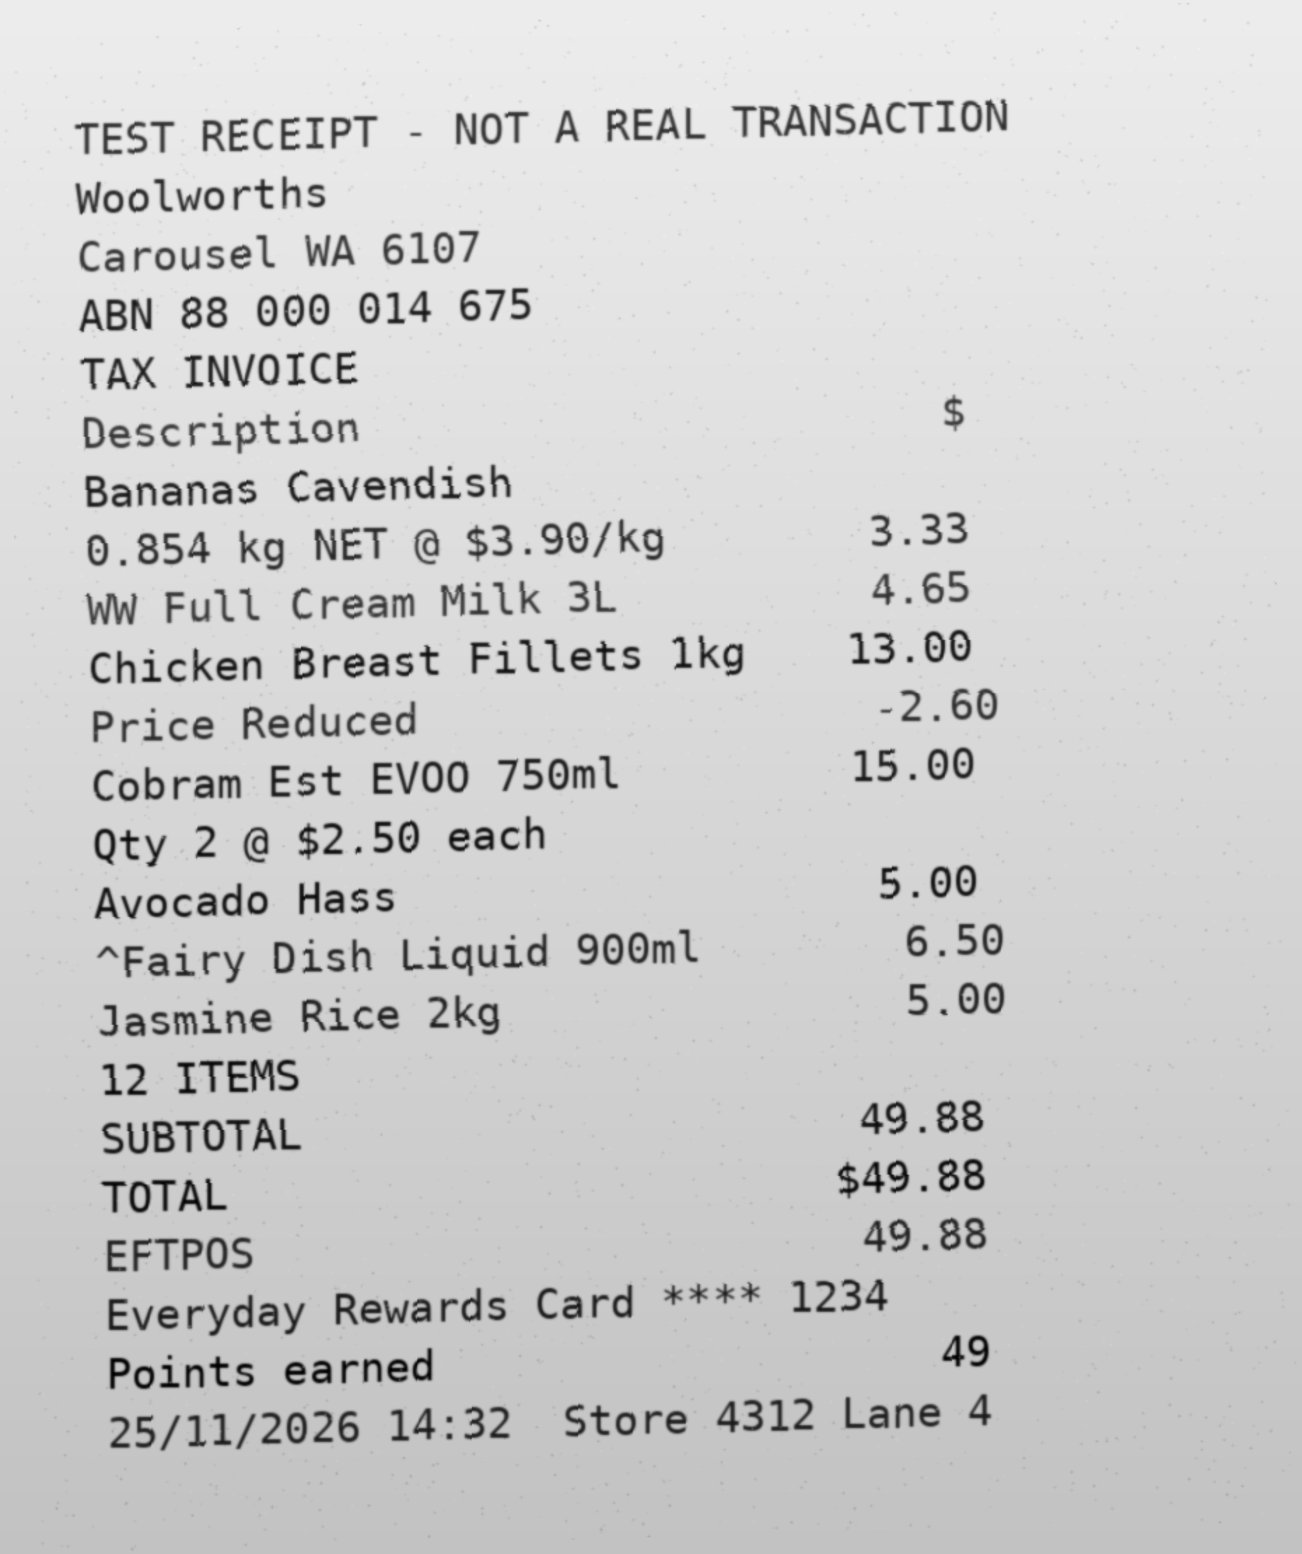 TEST RECEIPT - NOT A REAL TRANSACTION
Woolworths
Carousel WA 6107
ABN 88 000 014 675
TAX INVOICE
Description $
Bananas Cavendish
0.854 kg NET @ $3.90/kg 3.33
WW Full Cream Milk 3L 4.65
Chicken Breast Fillets 1kg 13.00
Price Reduced -2.60
Cobram Est EVOO 750ml 15.00
Qty 2 @ $2.50 each
Avocado Hass 5.00
^Fairy Dish Liquid 900ml 6.50
Jasmine Rice 2kg 5.00
12 ITEMS
SUBTOTAL 49.88
TOTAL $49.88
EFTPOS 49.88
Everyday Rewards Card **** 1234
Points earned 49
25/11/2026 14:32  Store 4312 Lane 4